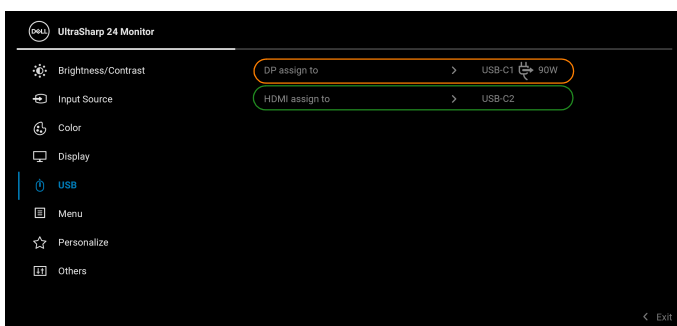 DELL UltraSharp 24 Monitor
Brightness/Contrast DP assign to > USB-C1 90W
Input Source HDMI assign to > USB-C2
Color
Display
USB
Menu
Personalize
Others
< Exit